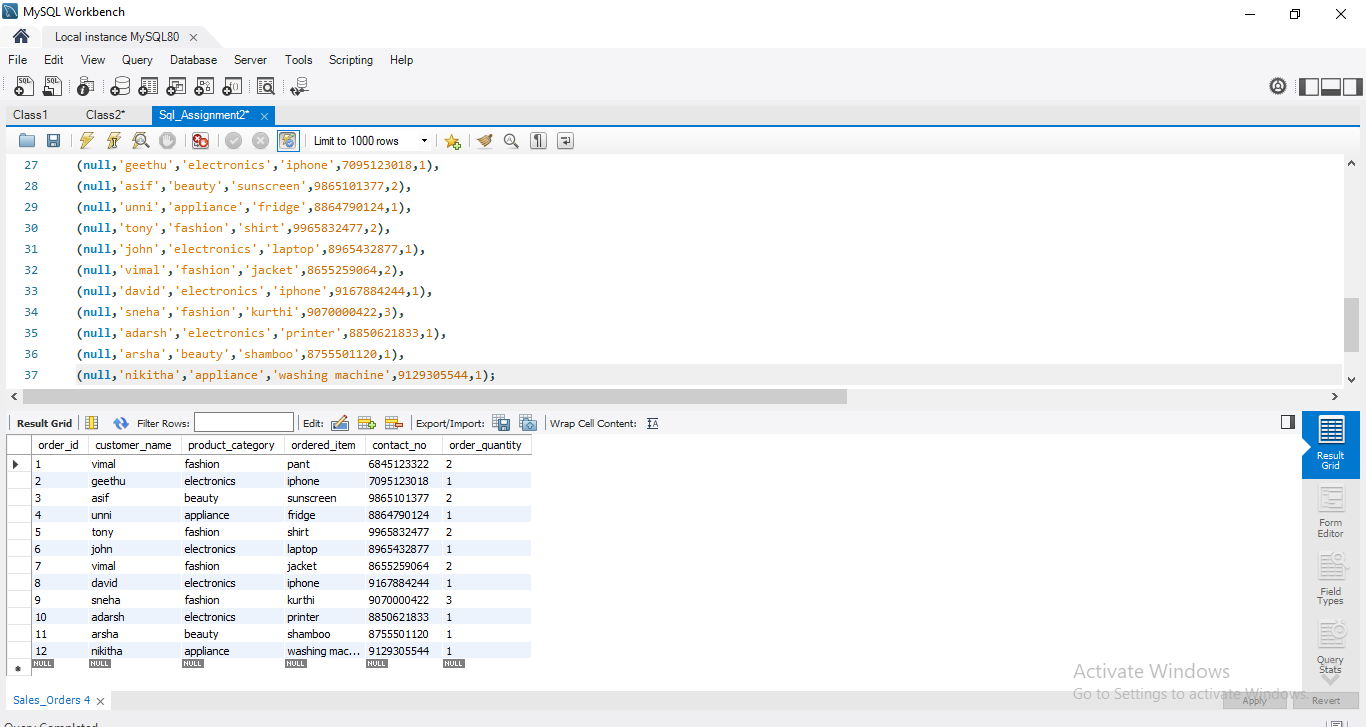 MySQL Workbench
Local instance MySQL80
File Edit View Query Database Server Tools Scripting Help
Class1 Class2* Sql_Assignment2*
Limit to 1000 rows
27 (null,'geethu','electronics','iphone',7095123018,1),
28 (null,'asif','beauty','sunscreen',9865101377,2),
29 (null,'unni','appliance','fridge',8864790124,1),
30 (null,'tony','fashion','shirt',9965832477,2),
31 (null,'john','electronics','laptop',8965432877,1),
32 (null,'vimal','fashion','jacket',8655259064,2),
33 (null,'david','electronics','iphone',9167884244,1),
34 (null,'sneha','fashion','kurthi',9070000422,3),
35 (null,'adarsh','electronics','printer',8850621833,1),
36 (null,'arsha','beauty','shamboo',8755501120,1),
37 (null,'nikitha','appliance','washing machine',9129305544,1);
Result Grid Filter Rows: Edit: Export/Import: Wrap Cell Content:
order_id customer_name product_category ordered_item contact_no order_quantity
1 vimal fashion pant 6845123322 2
2 geethu electronics iphone 7095123018 1
3 asif beauty sunscreen 9865101377 2
4 unni appliance fridge 8864790124 1
5 tony fashion shirt 9965832477 2
6 john electronics laptop 8965432877 1
7 vimal fashion jacket 8655259064 2
8 david electronics iphone 9167884244 1
9 sneha fashion kurthi 9070000422 3
10 adarsh electronics printer 8850621833 1
11 arsha beauty shamboo 8755501120 1
12 nikitha appliance washing mac... 9129305544 1
NULL NULL NULL NULL NULL NULL
Result
Grid
Form
Editor
Field
Types
Query
Stats
Activate Windows
Go to Settings to activate Windows.
Sales_Orders 4
Apply Revert
Query Completed